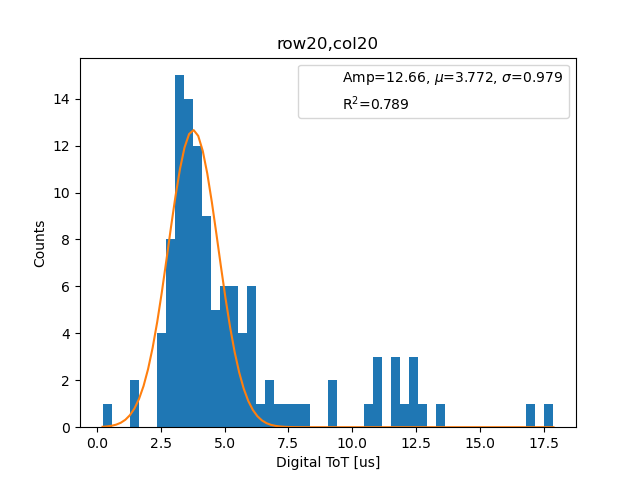 row20,col20
Amp=12.66, μ=3.772, σ=0.979
R²=0.789
14
12
10
8
6
4
2
0
Counts
0.0 2.5 5.0 7.5 10.0 12.5 15.0 17.5
Digital ToT [us]